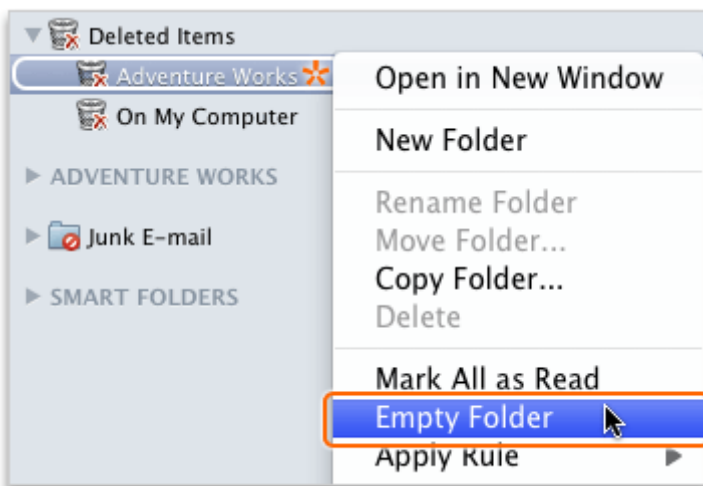 Deleted Items
Adventure Works
On My Computer
ADVENTURE WORKS
Junk E-mail
SMART FOLDERS
Open in New Window
New Folder
Rename Folder
Move Folder...
Copy Folder...
Delete
Mark All as Read
Empty Folder
Apply Rule